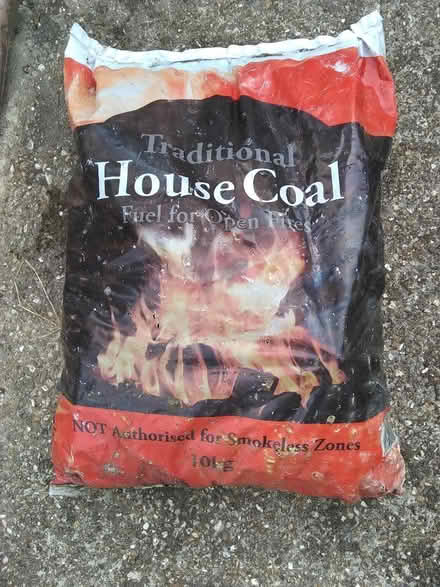 Traditional
House Coal
Fuel for Open Fires
NOT Authorised for Smokeless Zones
10kg